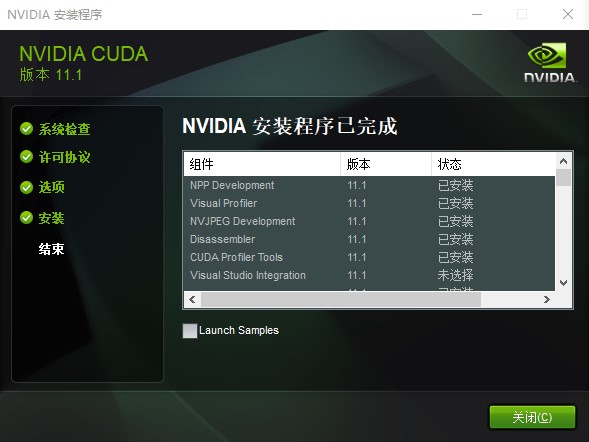 NVIDIA 安装程序
NVIDIA CUDA
版本 11.1
NVIDIA.
系统检查
许可协议
选项
安装
结束
NVIDIA 安装程序已完成
组件 版本 状态
NPP Development 11.1 已安装
Visual Profiler 11.1 已安装
NVJPEG Development 11.1 已安装
Disassembler 11.1 已安装
CUDA Profiler Tools 11.1 已安装
Visual Studio Integration 11.1 未选择
Launch Samples
关闭(C)